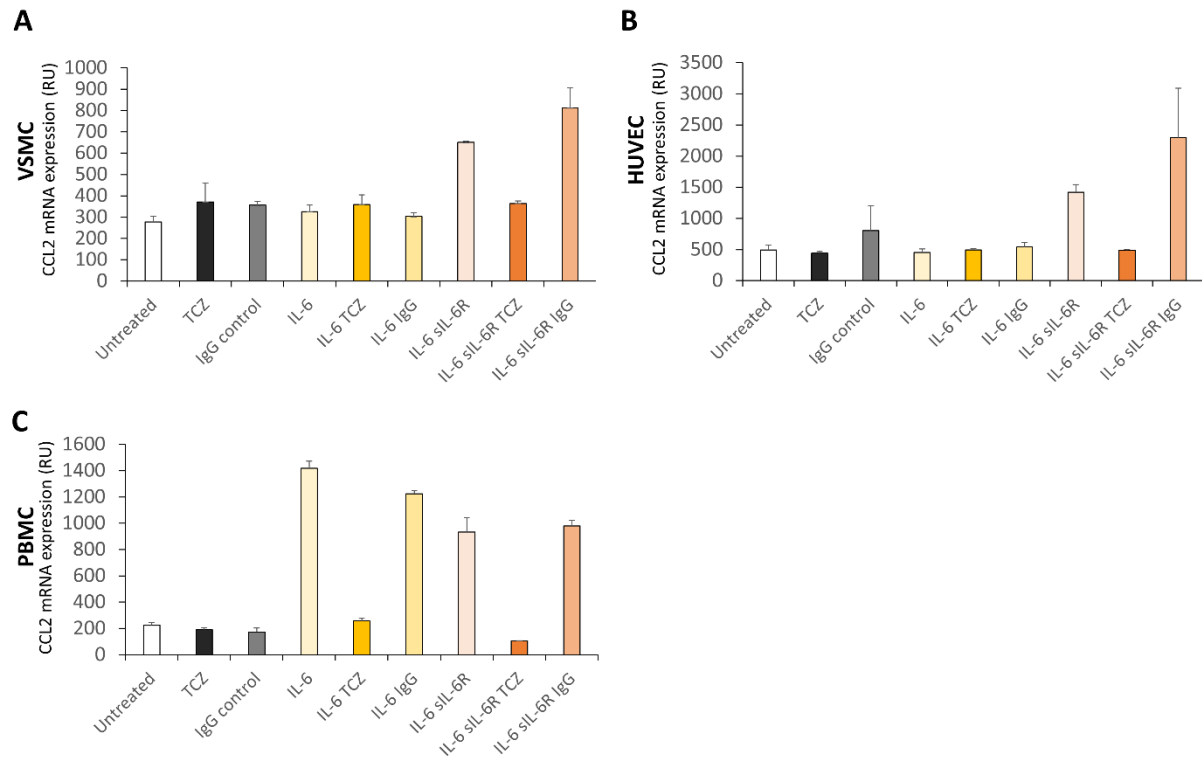 A
VSMC
CCL2 mRNA expression (RU)
1000
900
800
700
600
500
400
300
200
100
0
Untreated
TCZ
IgG control
IL-6
IL-6 TCZ
IL-6 IgG
IL-6 sIL-6R
IL-6 sIL-6R TCZ
IL-6 sIL-6R IgG
B
HUVEC
CCL2 mRNA expression (RU)
3500
3000
2500
2000
1500
1000
500
0
Untreated
TCZ
IgG control
IL-6
IL-6 TCZ
IL-6 IgG
IL-6 sIL-6R
IL-6 sIL-6R TCZ
IL-6 sIL-6R IgG
C
PBMC
CCL2 mRNA expression (RU)
1600
1400
1200
1000
800
600
400
200
0
Untreated
TCZ
IgG control
IL-6
IL-6 TCZ
IL-6 IgG
IL-6 sIL-6R
IL-6 sIL-6R TCZ
IL-6 sIL-6R IgG